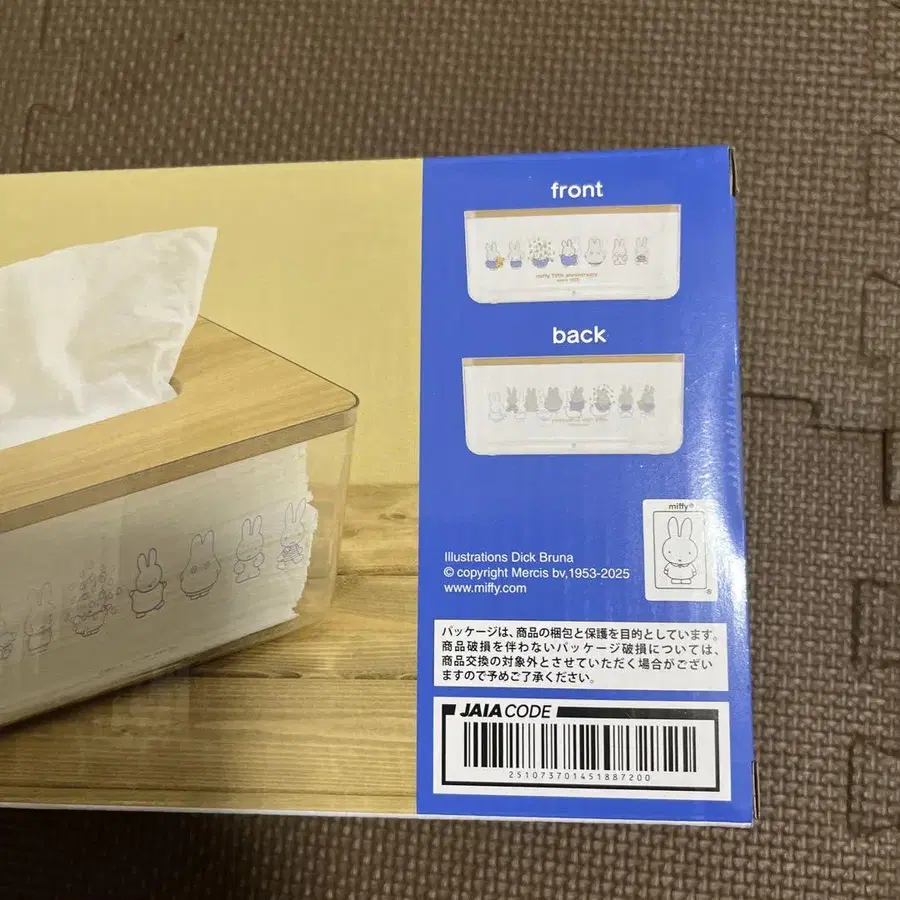 front
miffy 70th anniversary
back
miffy®
Illustrations Dick Bruna
© copyright Mercis bv,1953-2025
www.miffy.com
®
パッケージは、商品の梱包と保護を目的としています。
商品破損を伴わないパッケージ破損については、
商品交換の対象外とさせていただく場合がござい
ますので予めご了承ください。
JAIA CODE
251073701451887200